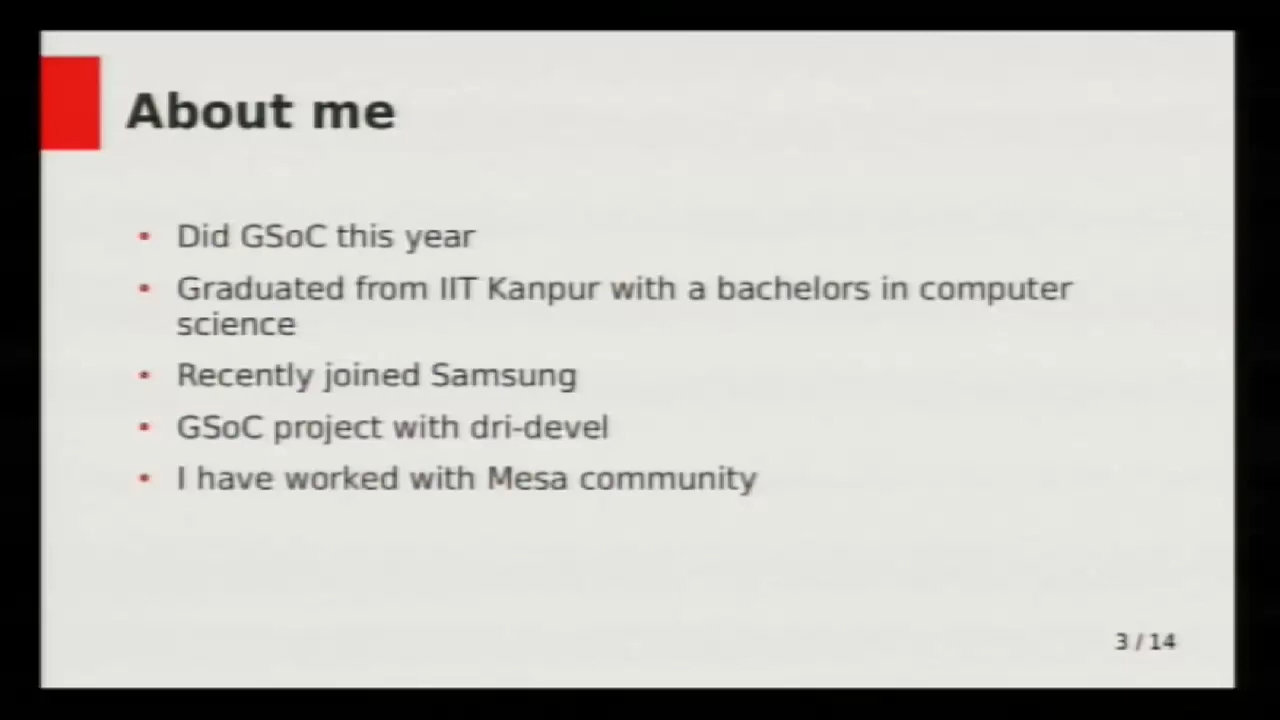 About me
• Did GSoC this year
• Graduated from IIT Kanpur with a bachelors in computer
science
• Recently joined Samsung
• GSoC project with dri-devel
• I have worked with Mesa community
3 / 14